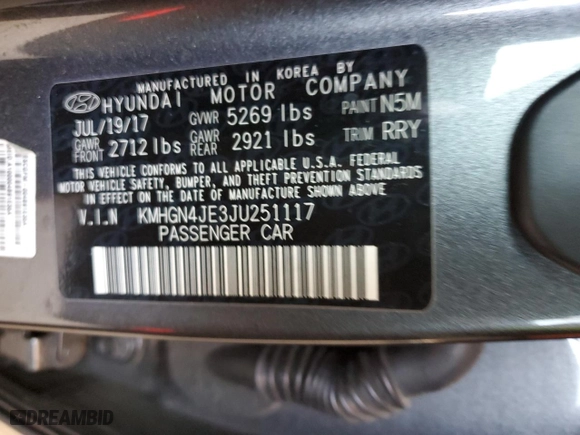 MANUFACTURED IN KOREA BY
HYUNDAI MOTOR COMPANY
JUL/19/17 GVWR 5269 lbs PAINT N5M
GAWR FRONT 2712 lbs GAWR REAR 2921 lbs TRIM RRY
THIS VEHICLE CONFORMS TO ALL APPLICABLE U.S.A. FEDERAL
MOTOR VEHICLE SAFETY, BUMPER, AND THEFT PREVENTION STANDARDS
IN EFFECT ON THE DATE OF MANUFACTURE SHOWN ABOVE.
V.I.N KMHGN4JE3JU251117
PASSENGER CAR
DREAMBID